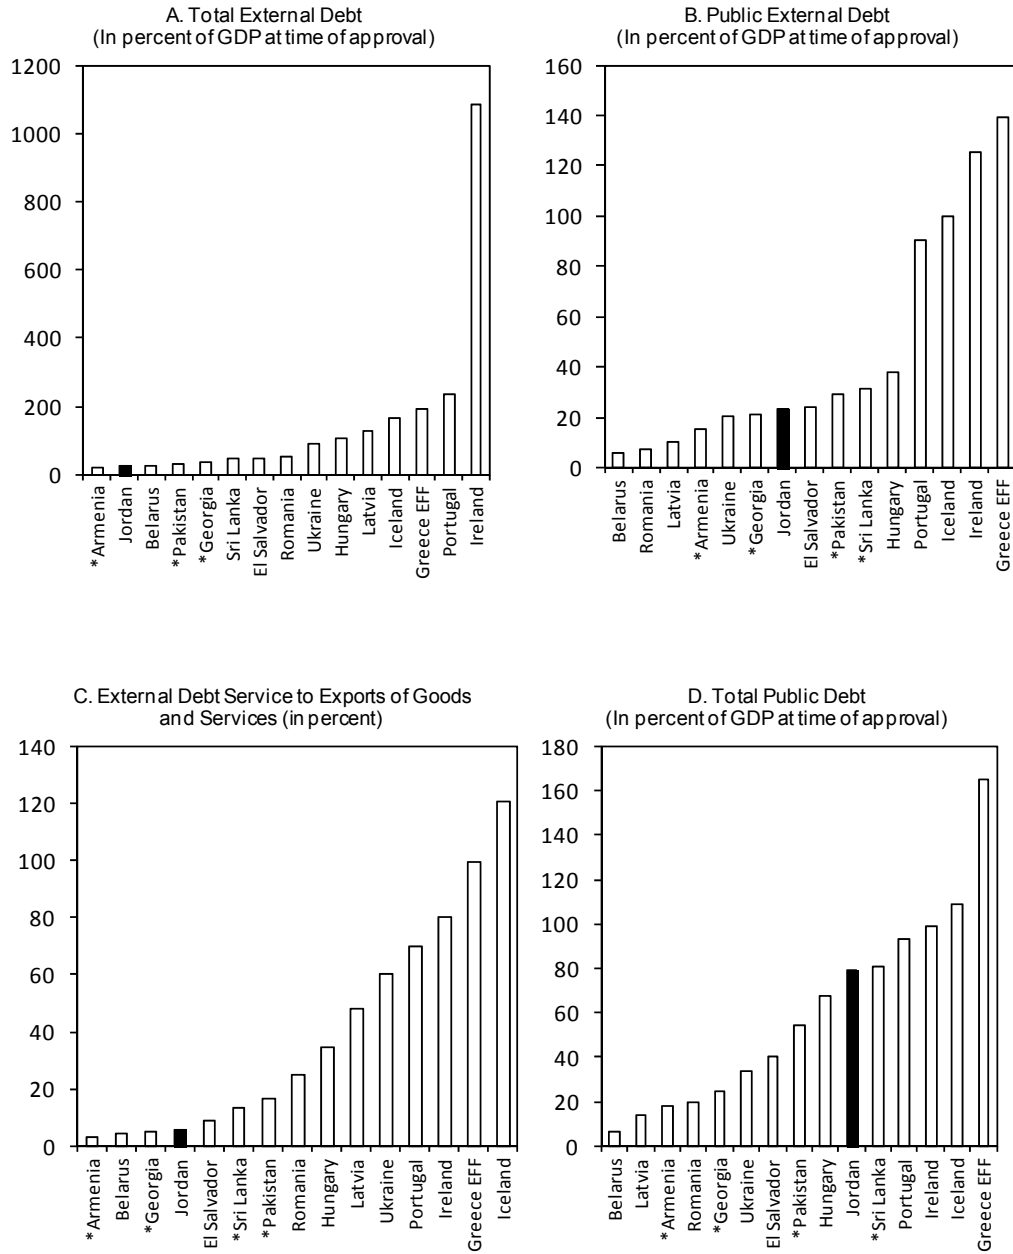 A. Total External Debt
(In percent of GDP at time of approval)
1200
1000
800
600
400
200
0
*Armenia
Jordan
Belarus
*Pakistan
*Georgia
Sri Lanka
El Salvador
Romania
Ukraine
Hungary
Latvia
Iceland
Greece EFF
Portugal
Ireland
B. Public External Debt
(In percent of GDP at time of approval)
160
140
120
100
80
60
40
20
0
Belarus
Romania
Latvia
*Armenia
Ukraine
*Georgia
Jordan
El Salvador
*Pakistan
*Sri Lanka
Hungary
Portugal
Iceland
Ireland
Greece EFF
C. External Debt Service to Exports of Goods
and Services (in percent)
140
120
100
80
60
40
20
0
*Armenia
Belarus
*Georgia
Jordan
El Salvador
*Sri Lanka
*Pakistan
Romania
Hungary
Latvia
Ukraine
Portugal
Ireland
Greece EFF
Iceland
D. Total Public Debt
(In percent of GDP at time of approval)
180
160
140
120
100
80
60
40
20
0
Belarus
Latvia
*Armenia
Romania
*Georgia
Ukraine
El Salvador
*Pakistan
Hungary
Jordan
*Sri Lanka
Portugal
Ireland
Iceland
Greece EFF